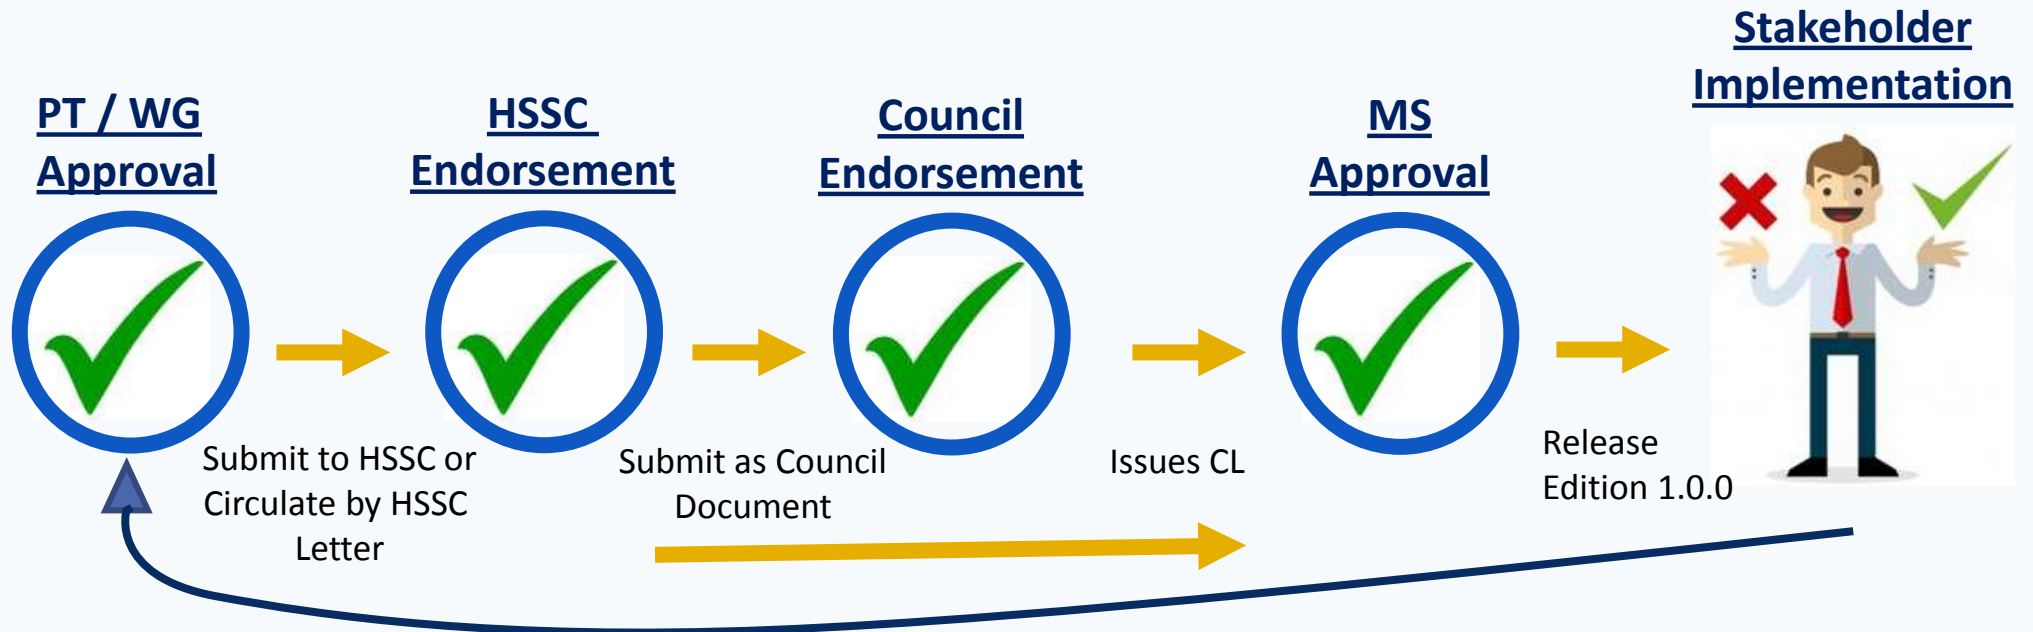 PT / WG
Approval
HSSC
Endorsement
Council
Endorsement
MS
Approval
Stakeholder
Implementation
Submit to HSSC or
Circulate by HSSC
Letter
Submit as Council
Document
Issues CL
Release
Edition 1.0.0